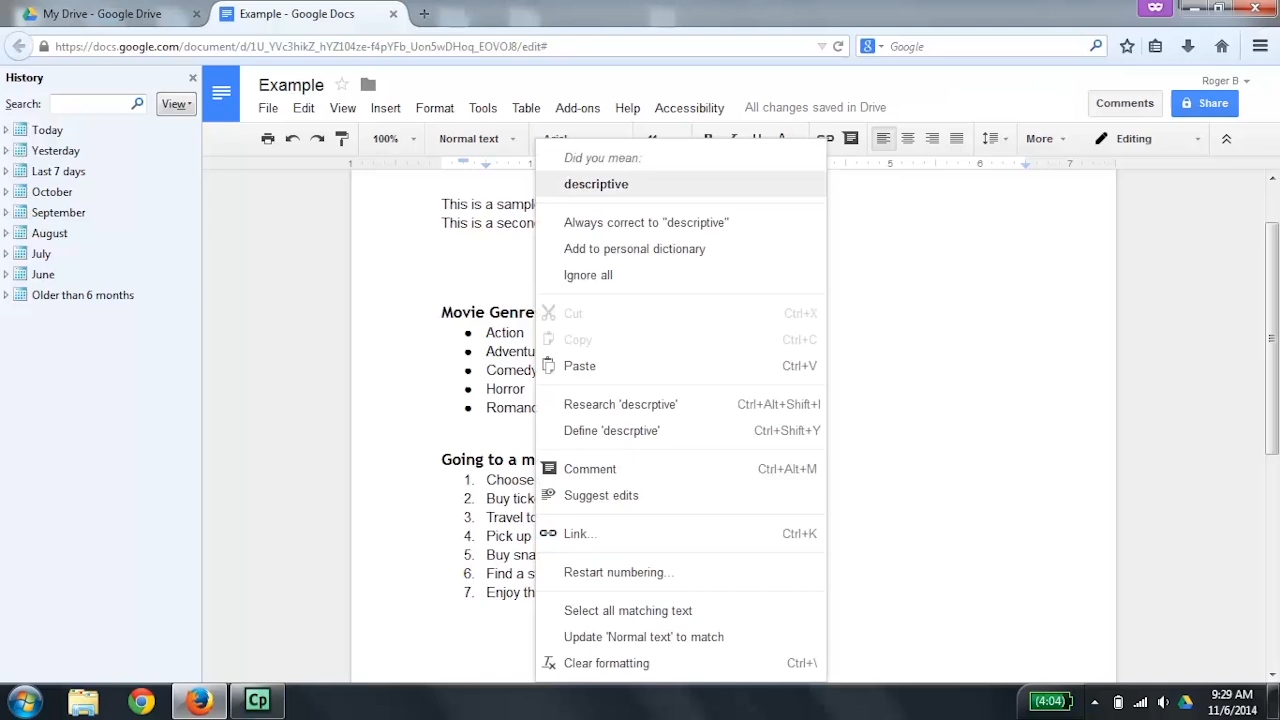 My Drive - Google Drive
Example - Google Docs
https://docs.google.com/document/d/1U_YVc3hikZ_hYZ104ze-f4pYFb_Uon5wDHoq_EOVOJ8/edit#
Google
History
Search:
View
Today
Yesterday
Last 7 days
October
September
August
July
June
Older than 6 months
Example
Roger B
File Edit View Insert Format Tools Table Add-ons Help Accessibility All changes saved in Drive
Comments
Share
100% Normal text
More Editing
1 1 5 6 7
This is a sampl
This is a secon
Movie Genre
Action
Adventu
Comedy
Horror
Romanc
Going to a m
1. Choose
2. Buy tick
3. Travel to
4. Pick up
5. Buy sna
6. Find a s
7. Enjoy th
Did you mean:
descriptive
Always correct to "descriptive"
Add to personal dictionary
Ignore all
Cut Ctrl+X
Copy Ctrl+C
Paste Ctrl+V
Research 'descrptive' Ctrl+Alt+Shift+I
Define 'descrptive' Ctrl+Shift+Y
Comment Ctrl+Alt+M
Suggest edits
Link... Ctrl+K
Restart numbering...
Select all matching text
Update 'Normal text' to match
Clear formatting Ctrl+\
Cp
(4:04)
9:29 AM
11/6/2014